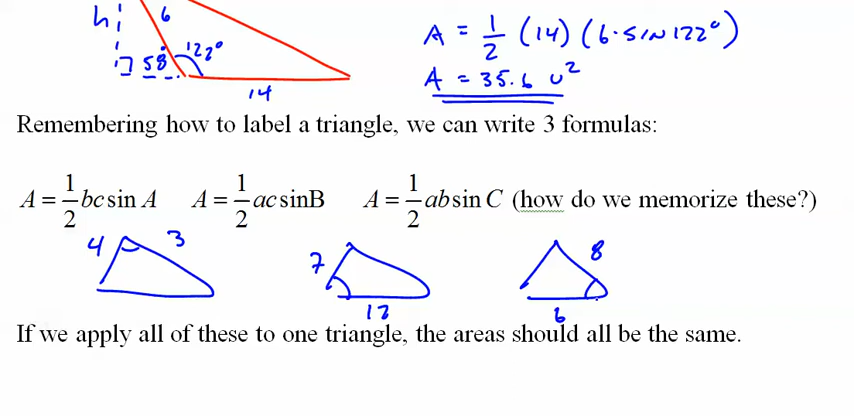 h 6
A = 1/2 (14) (6·SIN 122°)
58° 122°
A = 35.6 u²
14
Remembering how to label a triangle, we can write 3 formulas:
A = 1/2 bc sin A   A = 1/2 ac sinB   A = 1/2 ab sin C (how do we memorize these?)
4 3 7 8
12 6
If we apply all of these to one triangle, the areas should all be the same.